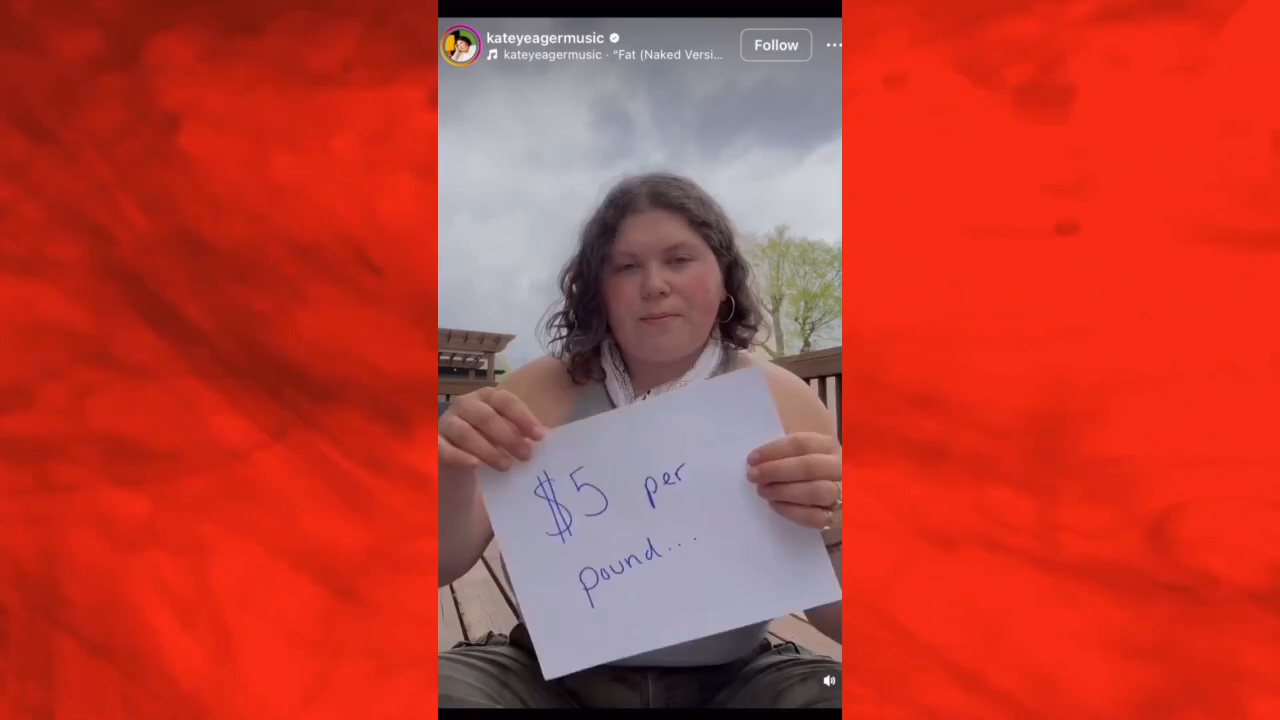 kateyeagermusic
kateyeagermusic · "Fat (Naked Versi...
Follow
$5 per
pound...